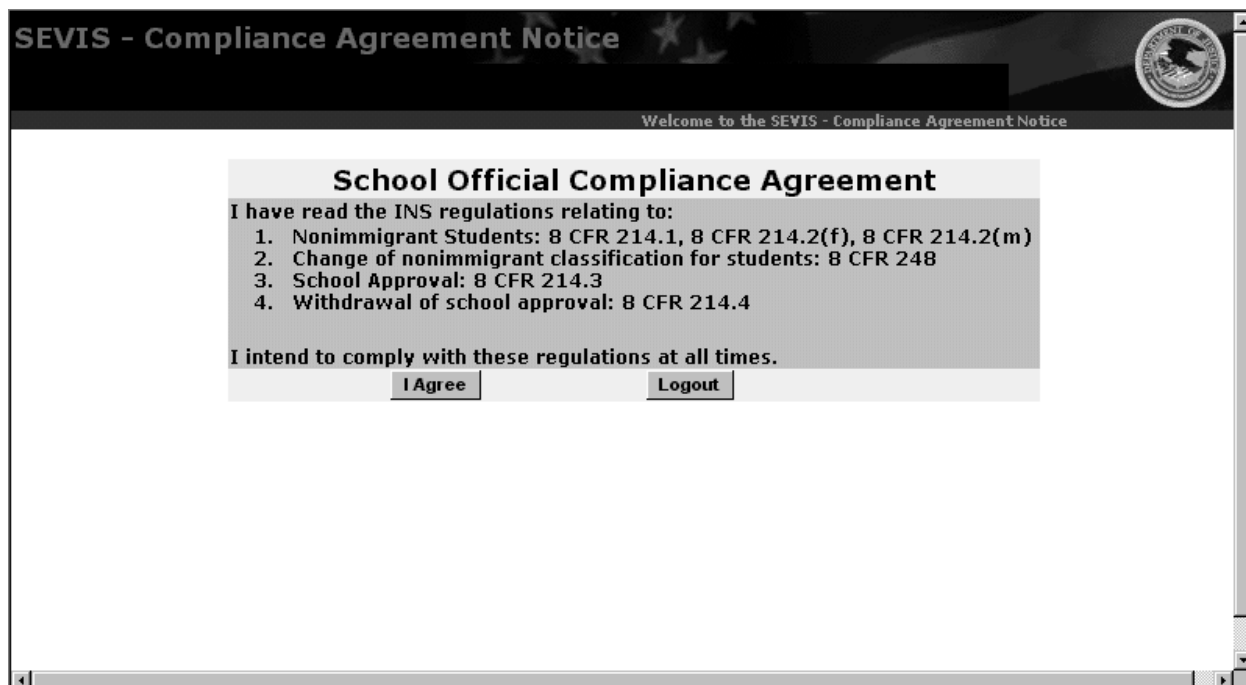 SEVIS - Compliance Agreement Notice
DEPARTMENT OF JUSTICE
Welcome to the SEVIS - Compliance Agreement Notice
School Official Compliance Agreement
I have read the INS regulations relating to:
1. Nonimmigrant Students: 8 CFR 214.1, 8 CFR 214.2(f), 8 CFR 214.2(m)
2. Change of nonimmigrant classification for students: 8 CFR 248
3. School Approval: 8 CFR 214.3
4. Withdrawal of school approval: 8 CFR 214.4
I intend to comply with these regulations at all times.
I Agree Logout